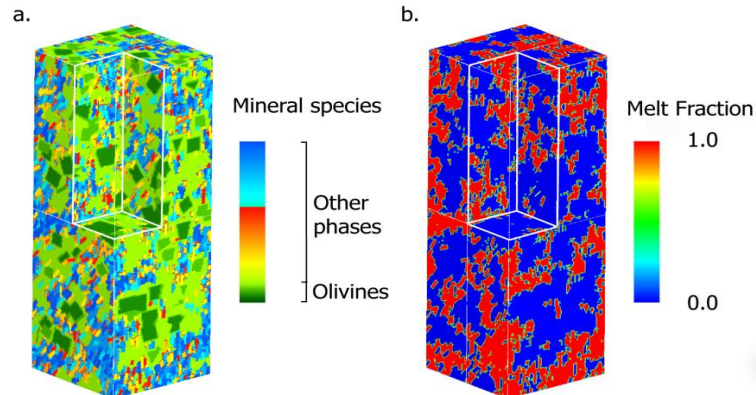 a.
Mineral species
Other
phases
Olivines
b.
Melt Fraction
1.0
0.0